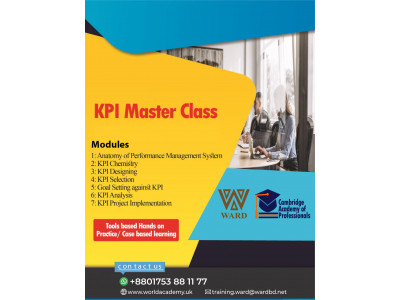 KPI Master Class
Modules
1: Anatomy of Performance Management System
2: KPI Chemistry
3: KPI Designing
4: KPI Selection
5: Goal Setting against KPI
6: KPI Analysis
7: KPI Project Implementation
Tools based Hands on
Practice/ Case based learning
WARD
Cambridge
Academy of
Professionals
contact us
+8801753 88 11 77
www.worldacademy.uk
training.ward@wardbd.net